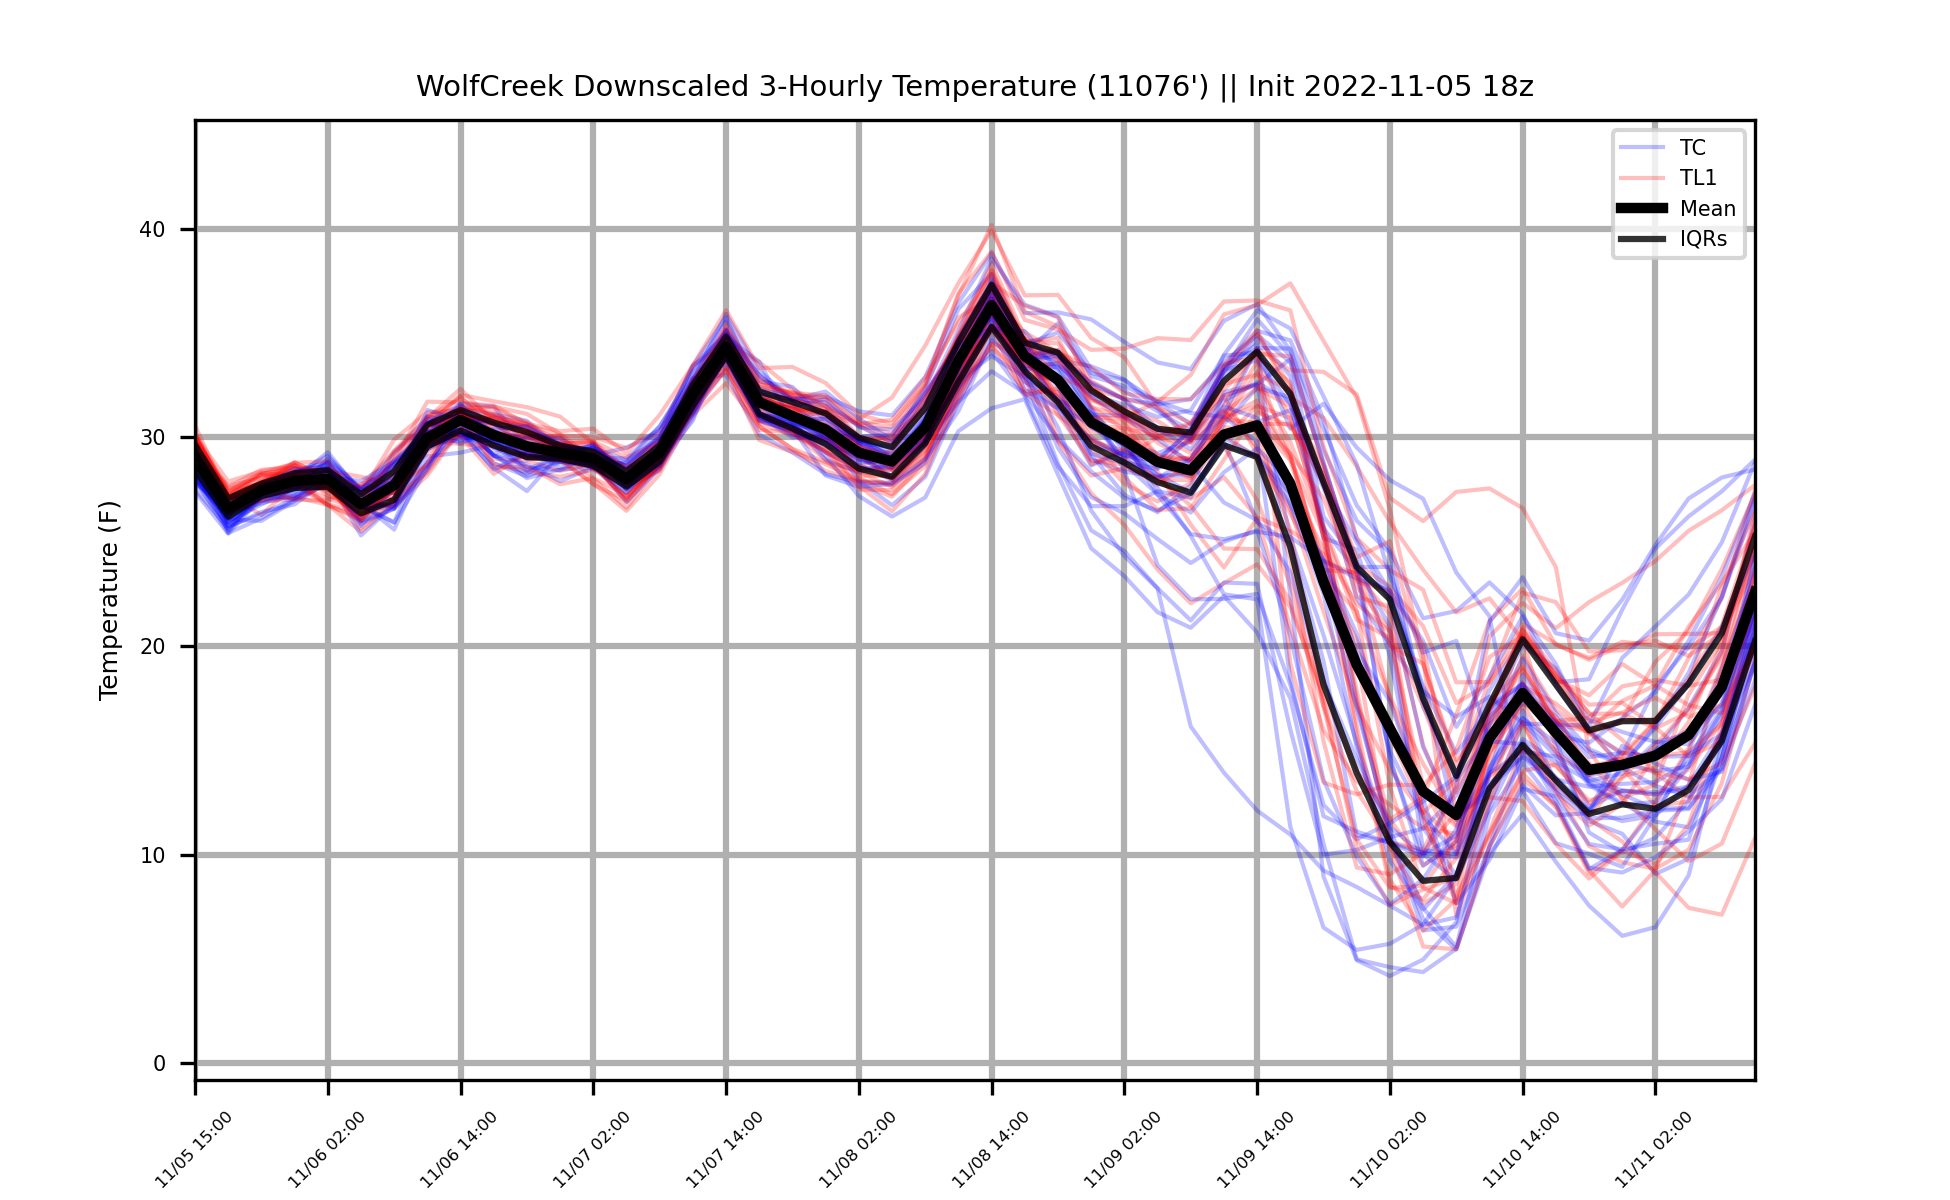 WolfCreek Downscaled 3-Hourly Temperature (11076') || Init 2022-11-05 18z
TC
TL1
Mean
IQRs
Temperature (F)
40
30
20
10
0
11/05 15:00
11/06 02:00
11/06 14:00
11/07 02:00
11/07 14:00
11/08 02:00
11/08 14:00
11/09 02:00
11/09 14:00
11/10 02:00
11/10 14:00
11/11 02:00